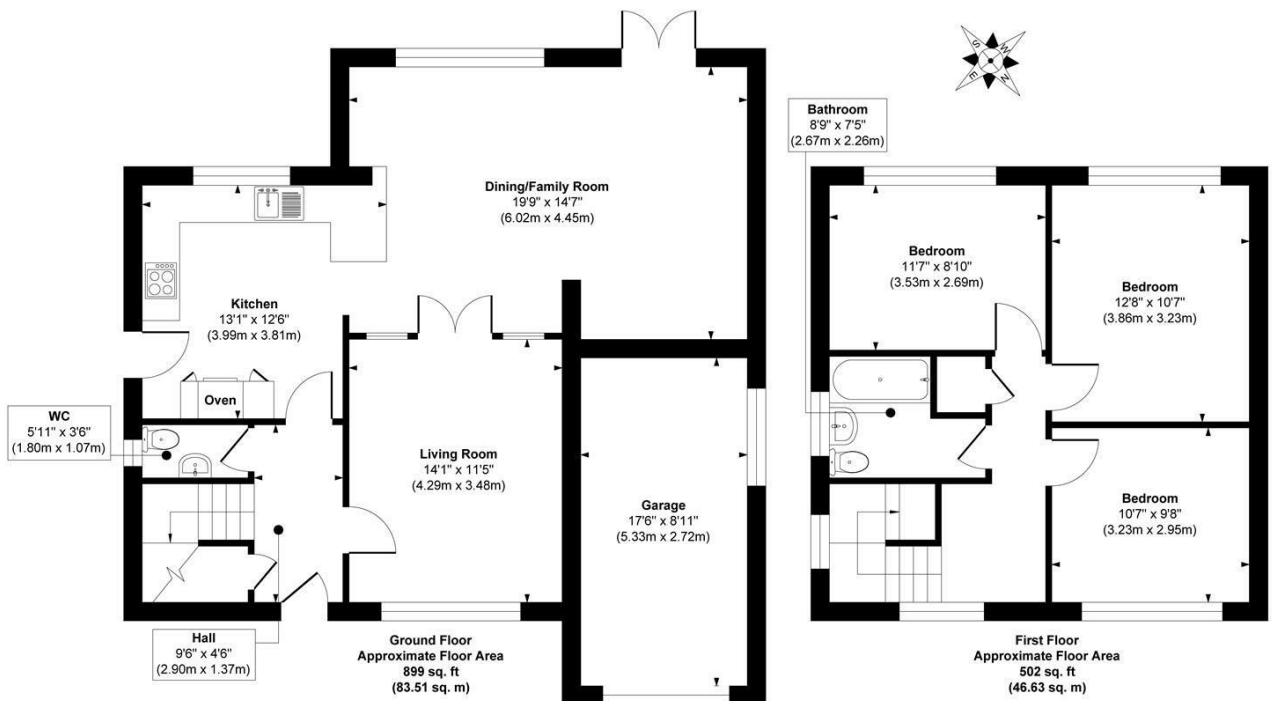 S
W
E
N
Bathroom
8'9" x 7'5"
(2.67m x 2.26m)
Dining/Family Room
19'9" x 14'7"
(6.02m x 4.45m)
Kitchen
13'1" x 12'6"
(3.99m x 3.81m)
Oven
WC
5'11" x 3'6"
(1.80m x 1.07m)
Living Room
14'1" x 11'5"
(4.29m x 3.48m)
Garage
17'6" x 8'11"
(5.33m x 2.72m)
Hall
9'6" x 4'6"
(2.90m x 1.37m)
Ground Floor
Approximate Floor Area
899 sq. ft
(83.51 sq. m)
Bedroom
11'7" x 8'10"
(3.53m x 2.69m)
Bedroom
12'8" x 10'7"
(3.86m x 3.23m)
Bedroom
10'7" x 9'8"
(3.23m x 2.95m)
First Floor
Approximate Floor Area
502 sq. ft
(46.63 sq. m)